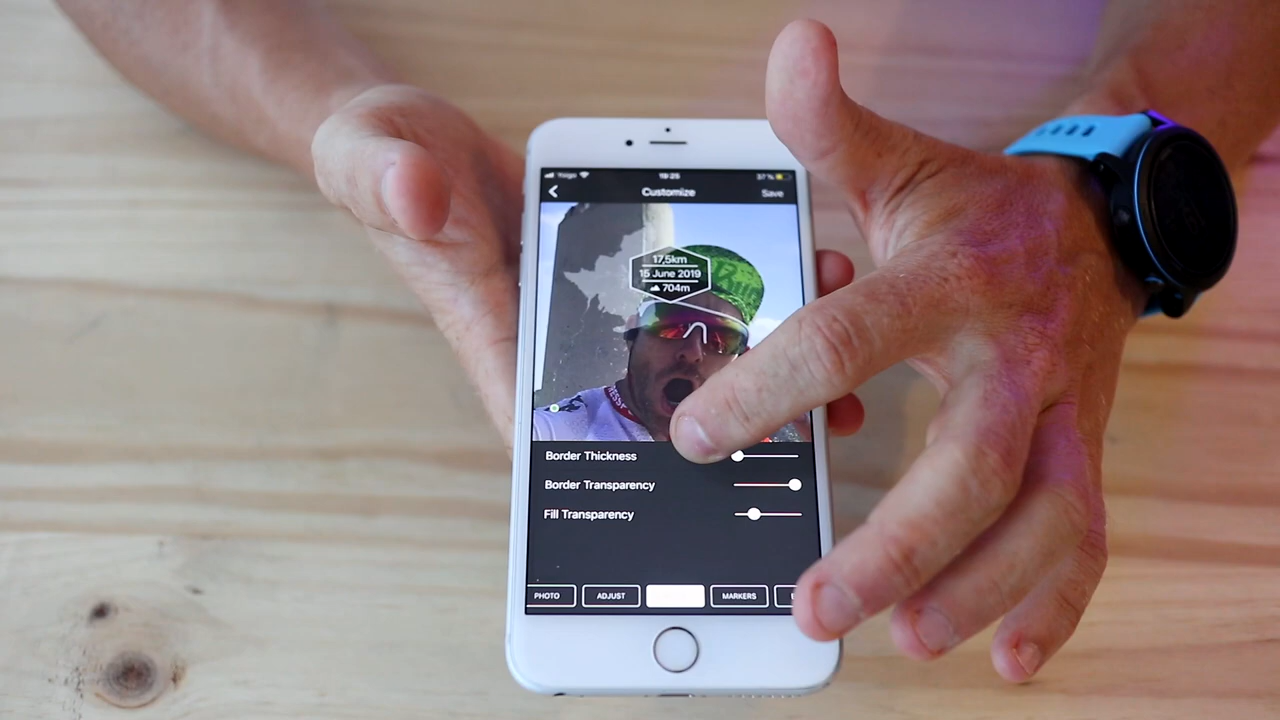 Yoigo 19:25 37 %
Customize Save
17,5km
15 June 2019
704m
Border Thickness
Border Transparency
Fill Transparency
PHOTO ADJUST MARKERS